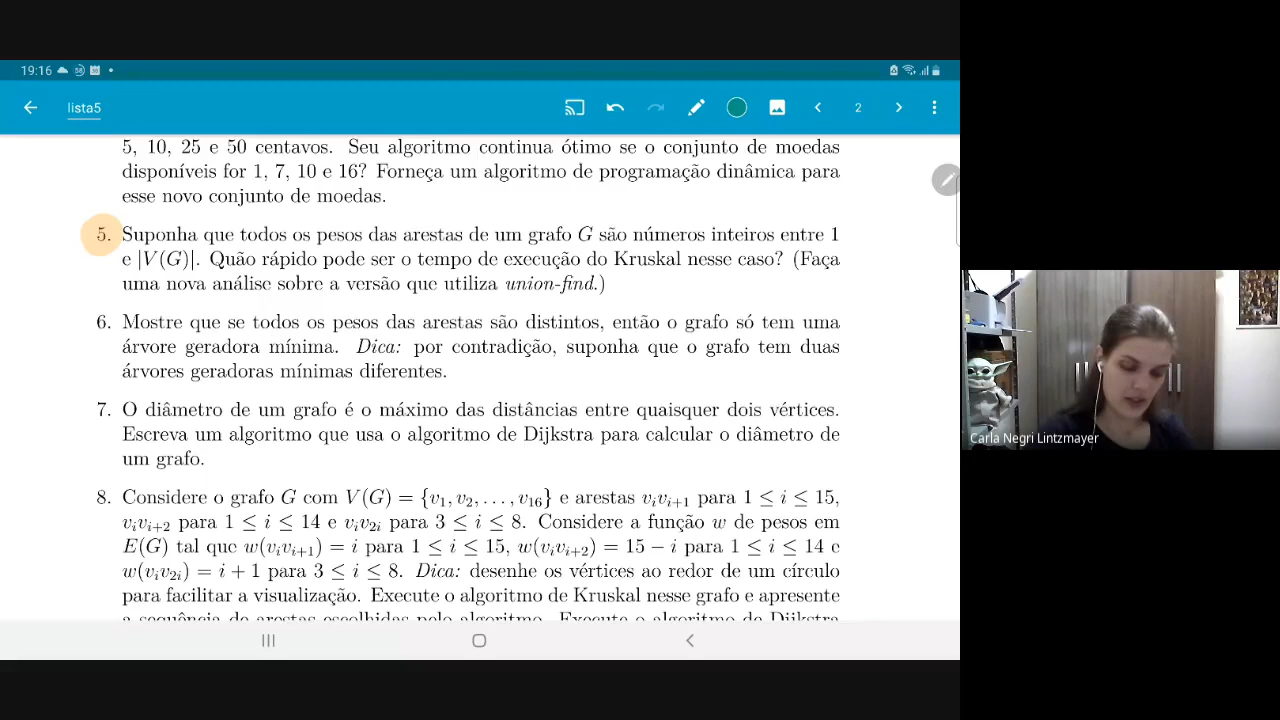 19:16
lista5
2
5, 10, 25 e 50 centavos. Seu algoritmo continua ótimo se o conjunto de moedas
disponíveis for 1, 7, 10 e 16? Forneça um algoritmo de programação dinâmica para
esse novo conjunto de moedas.
5. Suponha que todos os pesos das arestas de um grafo G são números inteiros entre 1
e |V(G)|. Quão rápido pode ser o tempo de execução do Kruskal nesse caso? (Faça
uma nova análise sobre a versão que utiliza union-find.)
6. Mostre que se todos os pesos das arestas são distintos, então o grafo só tem uma
árvore geradora mínima. Dica: por contradição, suponha que o grafo tem duas
árvores geradoras mínimas diferentes.
7. O diâmetro de um grafo é o máximo das distâncias entre quaisquer dois vértices.
Escreva um algoritmo que usa o algoritmo de Dijkstra para calcular o diâmetro de
um grafo.
8. Considere o grafo G com V(G) = {v₁, v₂, . . . , v₁₆} e arestas vᵢvᵢ₊₁ para 1 ≤ i ≤ 15,
vᵢvᵢ₊₂ para 1 ≤ i ≤ 14 e vᵢv₂ᵢ para 3 ≤ i ≤ 8. Considere a função w de pesos em
E(G) tal que w(vᵢvᵢ₊₁) = i para 1 ≤ i ≤ 15, w(vᵢvᵢ₊₂) = 15 − i para 1 ≤ i ≤ 14 e
w(vᵢv₂ᵢ) = i + 1 para 3 ≤ i ≤ 8. Dica: desenhe os vértices ao redor de um círculo
para facilitar a visualização. Execute o algoritmo de Kruskal nesse grafo e apresente
a sequência de arestas escolhidas pelo algoritmo. Execute o algoritmo de Dijkstra
Carla Negri Lintzmayer